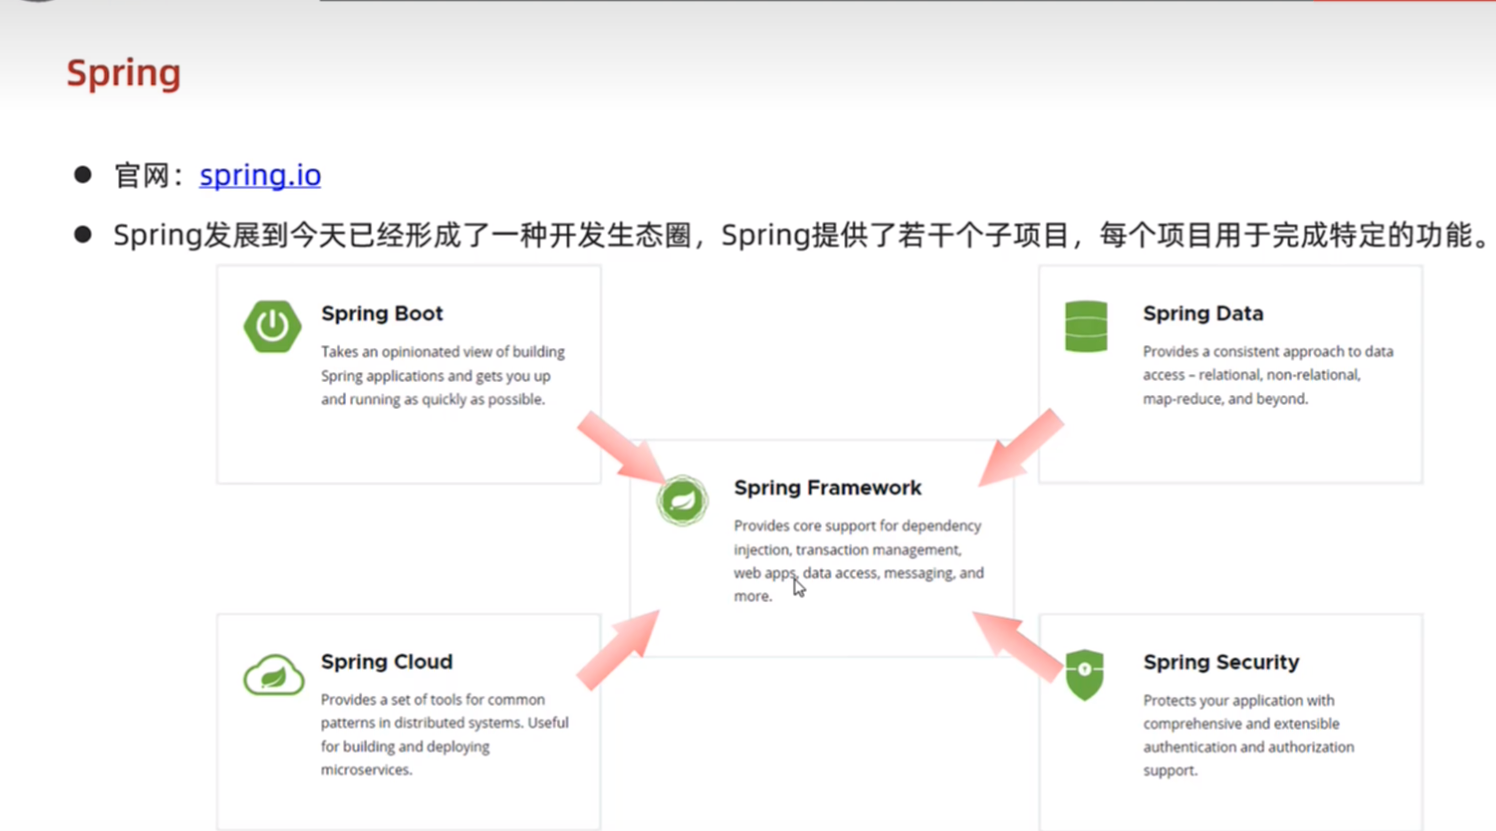 Spring
官网：spring.io
Spring发展到今天已经形成了一种开发生态圈，Spring提供了若干个子项目，每个项目用于完成特定的功能。
Spring Boot
Takes an opinionated view of building
Spring applications and gets you up
and running as quickly as possible.
Spring Data
Provides a consistent approach to data
access – relational, non-relational,
map-reduce, and beyond.
Spring Framework
Provides core support for dependency
injection, transaction management,
web apps, data access, messaging, and
more.
Spring Cloud
Provides a set of tools for common
patterns in distributed systems. Useful
for building and deploying
microservices.
Spring Security
Protects your application with
comprehensive and extensible
authentication and authorization
support.